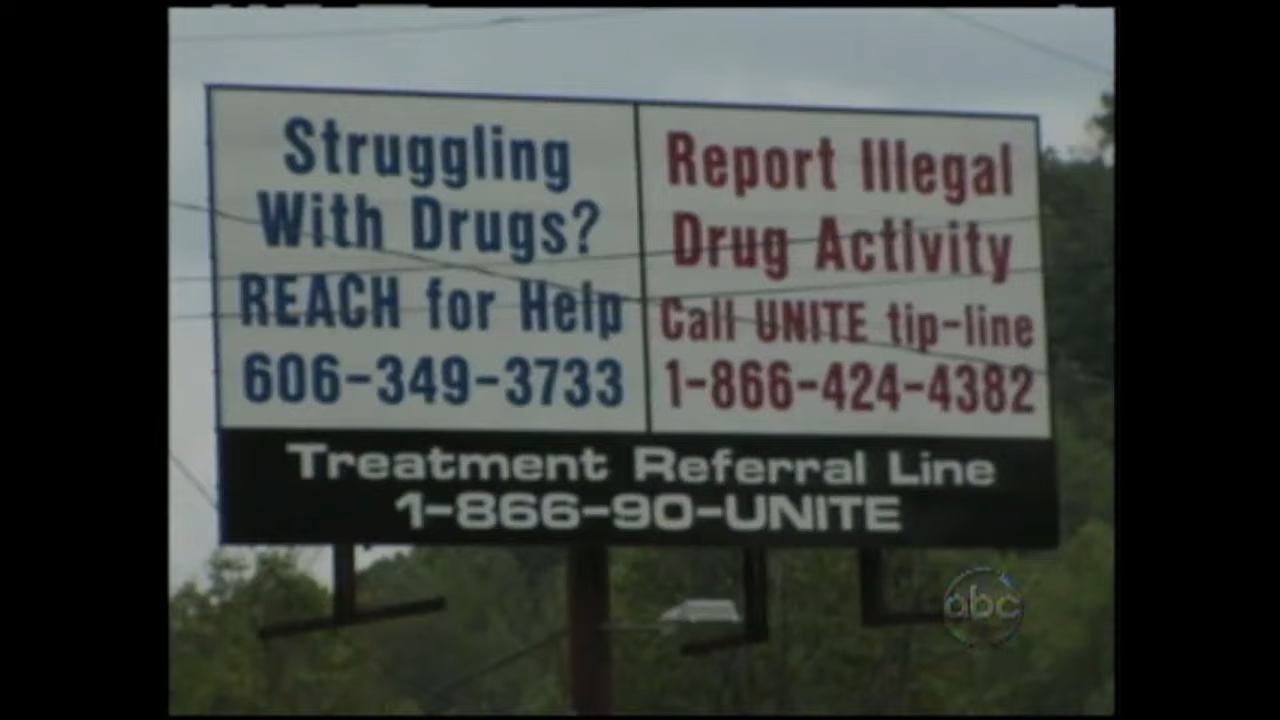 Struggling
With Drugs?
REACH for Help
606-349-3733
Report Illegal
Drug Activity
Call UNITE tip-line
1-866-424-4382
Treatment Referral Line
1-866-90-UNITE
abc